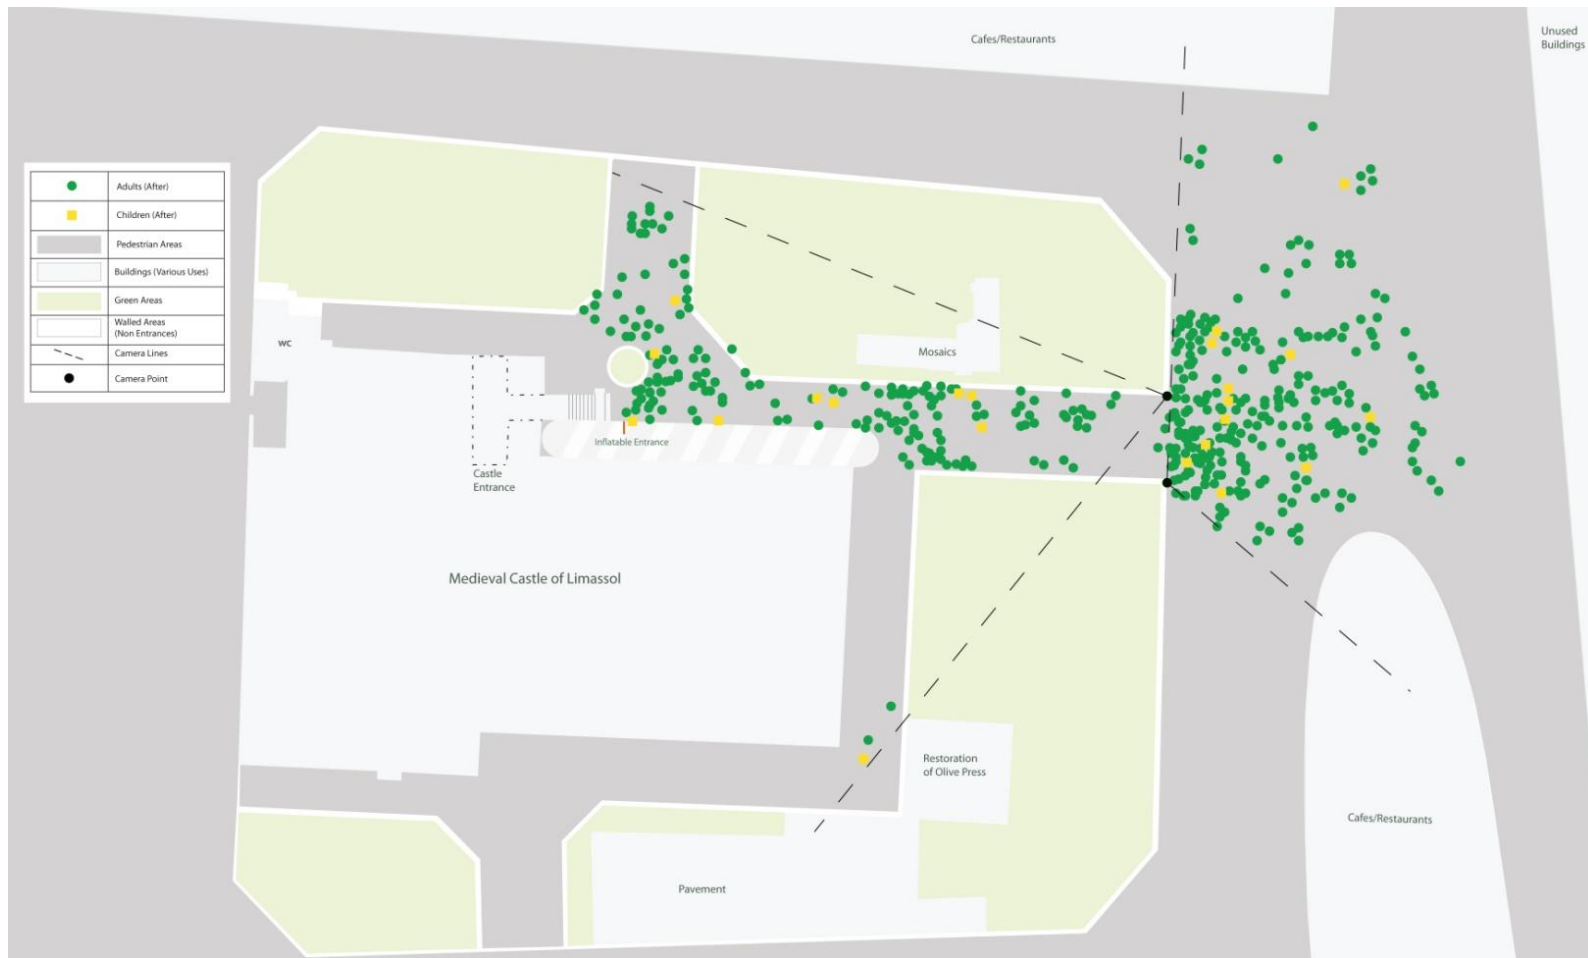 Cafes/Restaurants
Unused
Buildings
Adults (After)
Children (After)
Pedestrian Areas
Buildings (Various Uses)
Green Areas
Walled Areas
(Non Entrances)
Camera Lines
Camera Point
WC
Mosaics
Inflatable Entrance
Castle
Entrance
Medieval Castle of Limassol
Restoration
of Olive Press
Cafes/Restaurants
Pavement